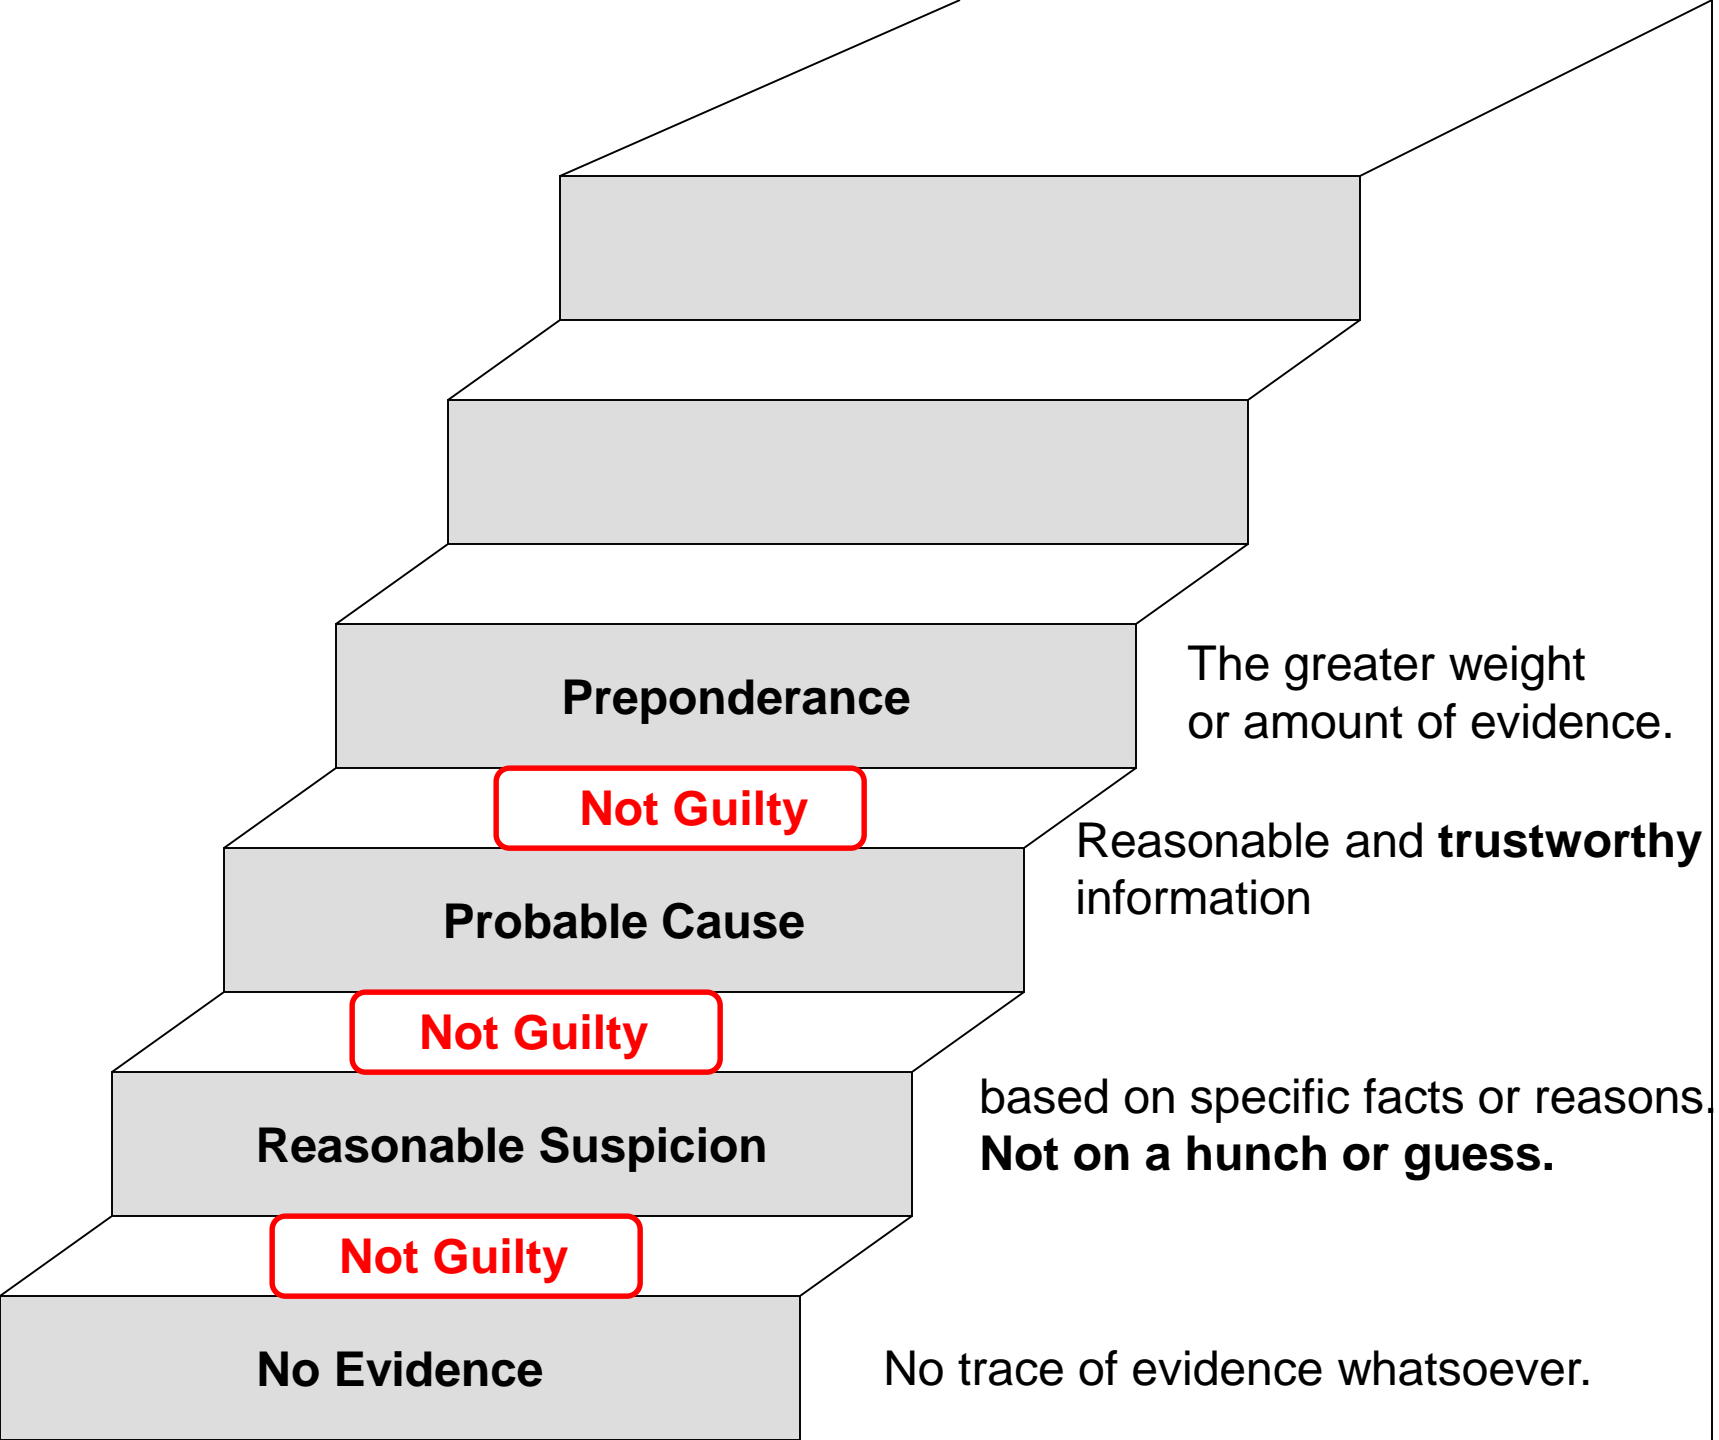 Preponderance
The greater weight
or amount of evidence.
Not Guilty
Probable Cause
Reasonable and trustworthy
information
Not Guilty
Reasonable Suspicion
based on specific facts or reasons.
Not on a hunch or guess.
Not Guilty
No Evidence
No trace of evidence whatsoever.